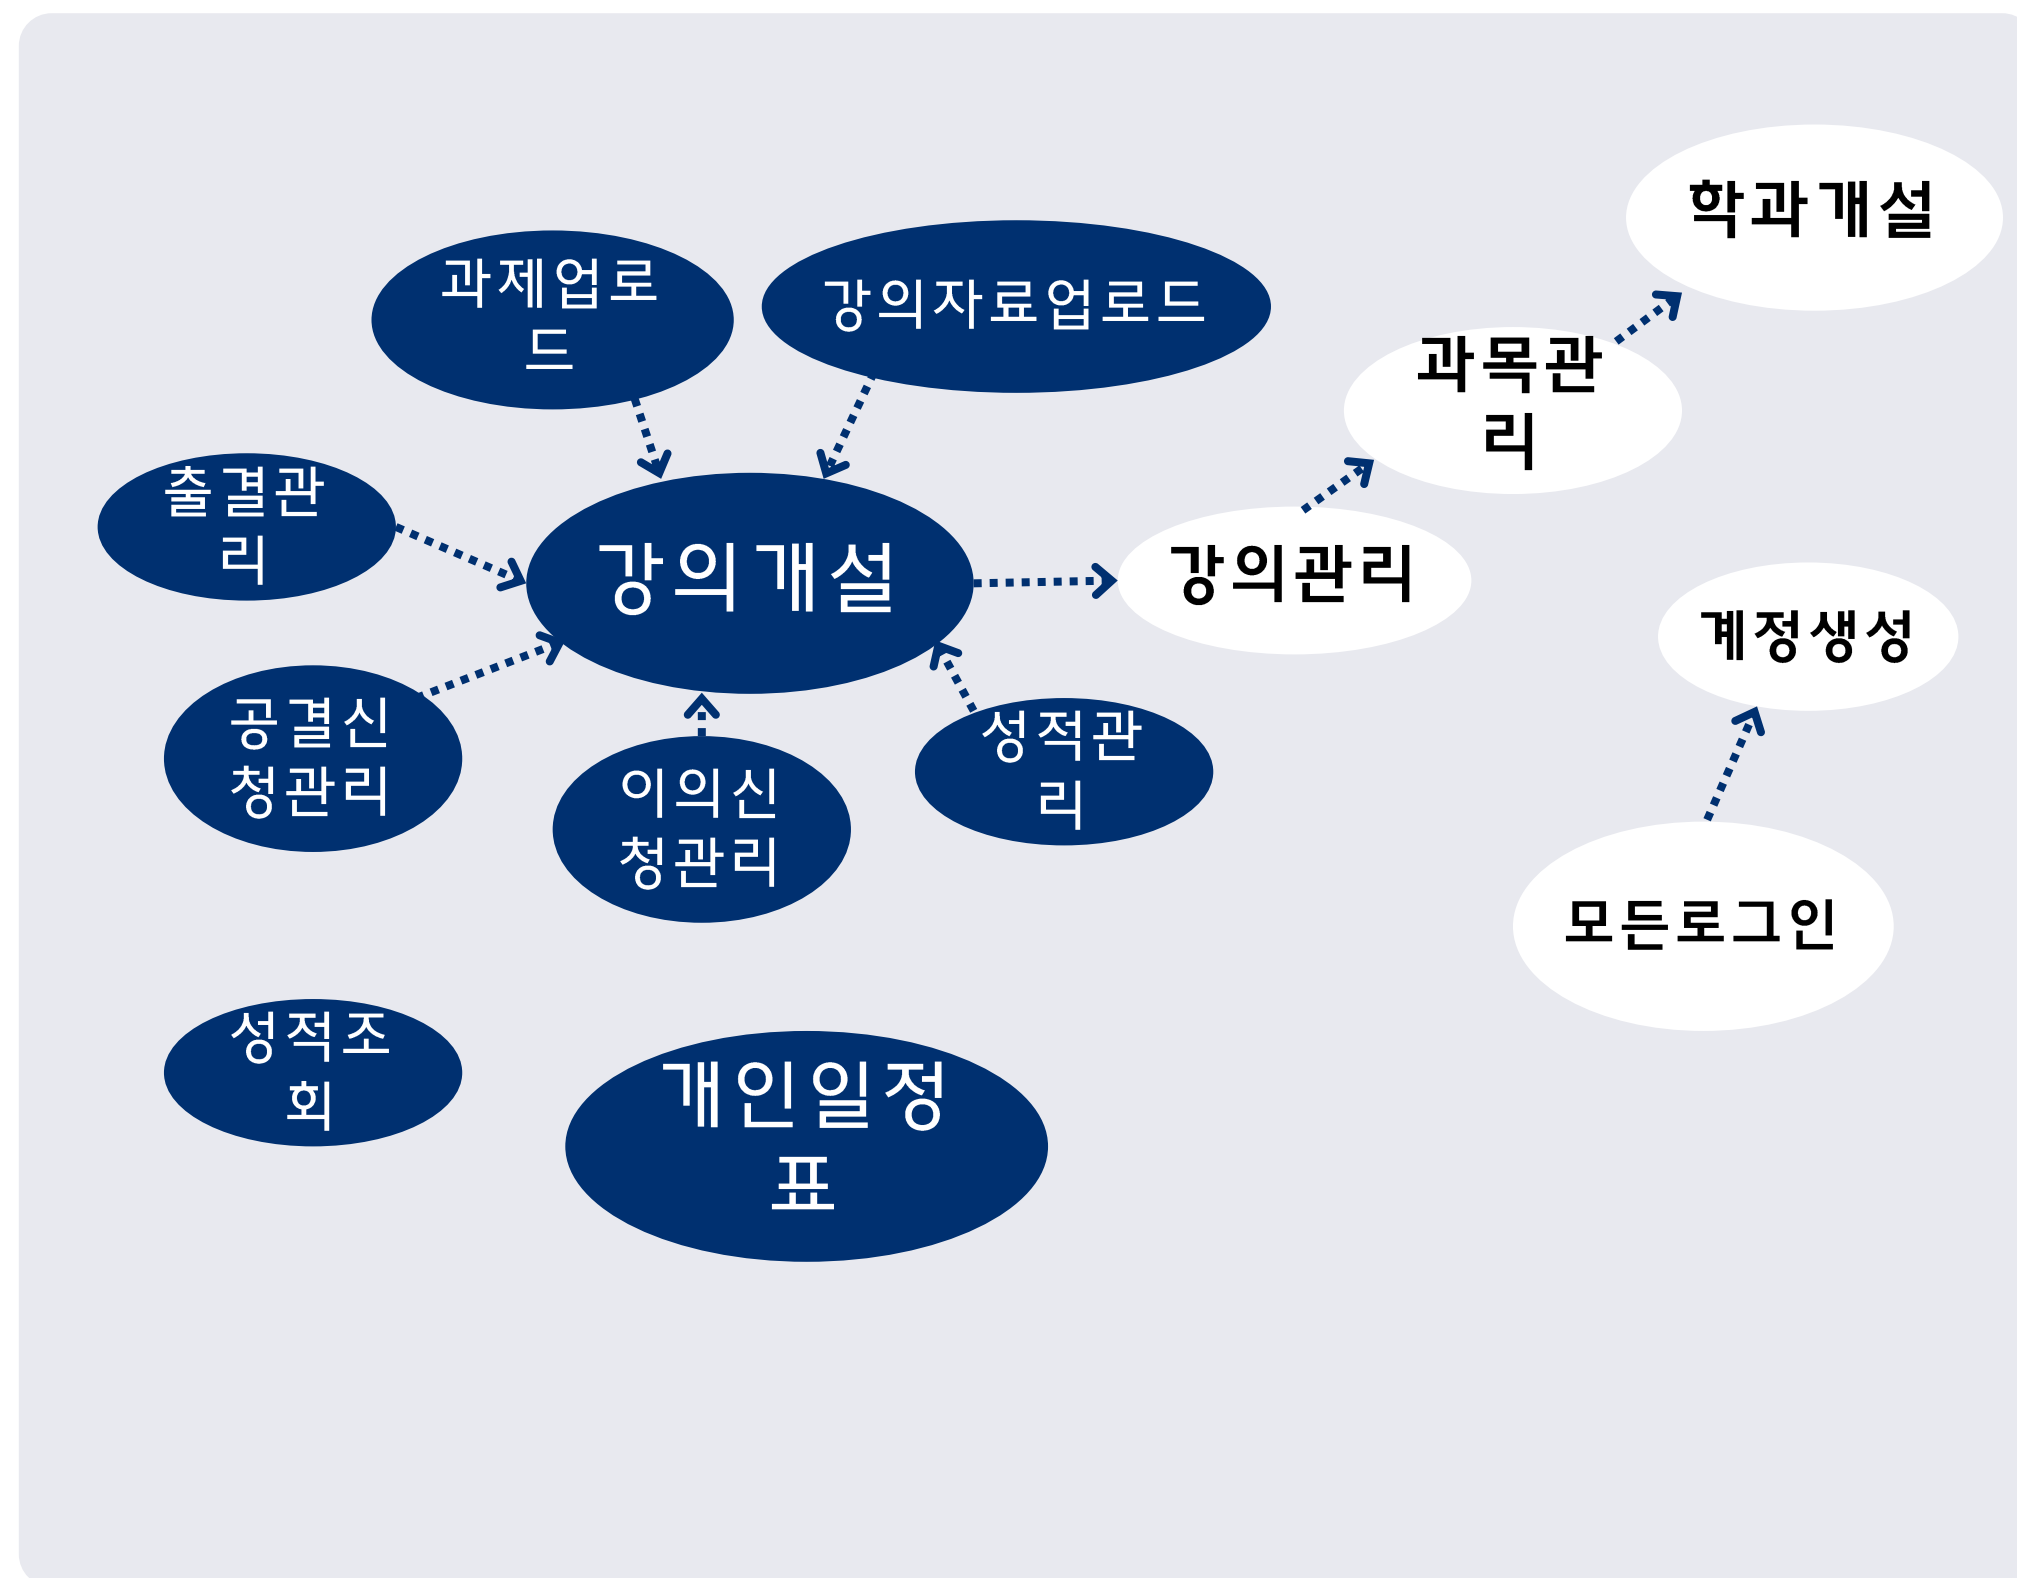 학과개설
과제업로
드
강의자료업로드
과목관
리
출결관
리
강의개설
강의관리
계정생성
공결신
청관리
이의신
청관리
성적관
리
모든로그인
성적조
회
개인일정
표